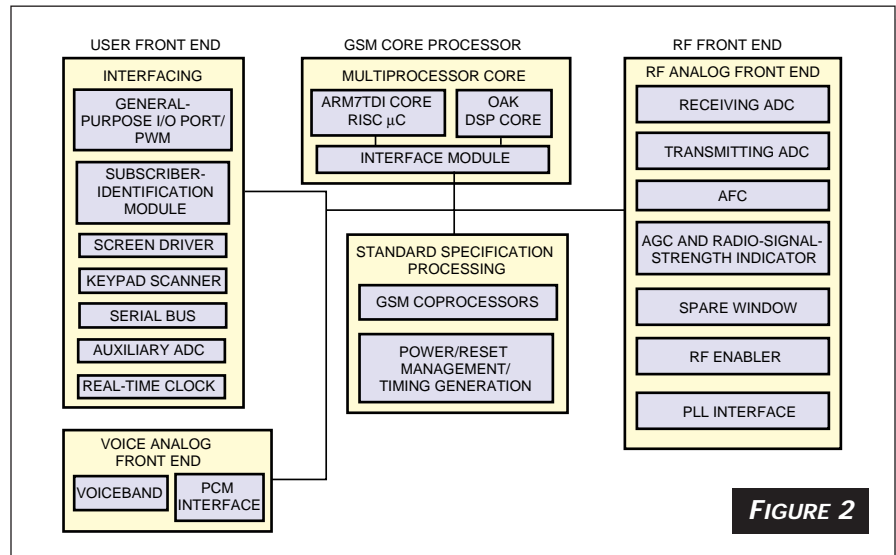 USER FRONT END
INTERFACING
GENERAL-
PURPOSE I/O PORT/
PWM
SUBSCRIBER-
IDENTIFICATION
MODULE
SCREEN DRIVER
KEYPAD SCANNER
SERIAL BUS
AUXILIARY ADC
REAL-TIME CLOCK
VOICE ANALOG
FRONT END
VOICEBAND
PCM
INTERFACE
GSM CORE PROCESSOR
MULTIPROCESSOR CORE
ARM7TDI CORE
RISC μC
OAK
DSP CORE
INTERFACE MODULE
STANDARD SPECIFICATION
PROCESSING
GSM COPROCESSORS
POWER/RESET
MANAGEMENT/
TIMING GENERATION
RF FRONT END
RF ANALOG FRONT END
RECEIVING ADC
TRANSMITTING ADC
AFC
AGC AND RADIO-SIGNAL-
STRENGTH INDICATOR
SPARE WINDOW
RF ENABLER
PLL INTERFACE
FIGURE 2